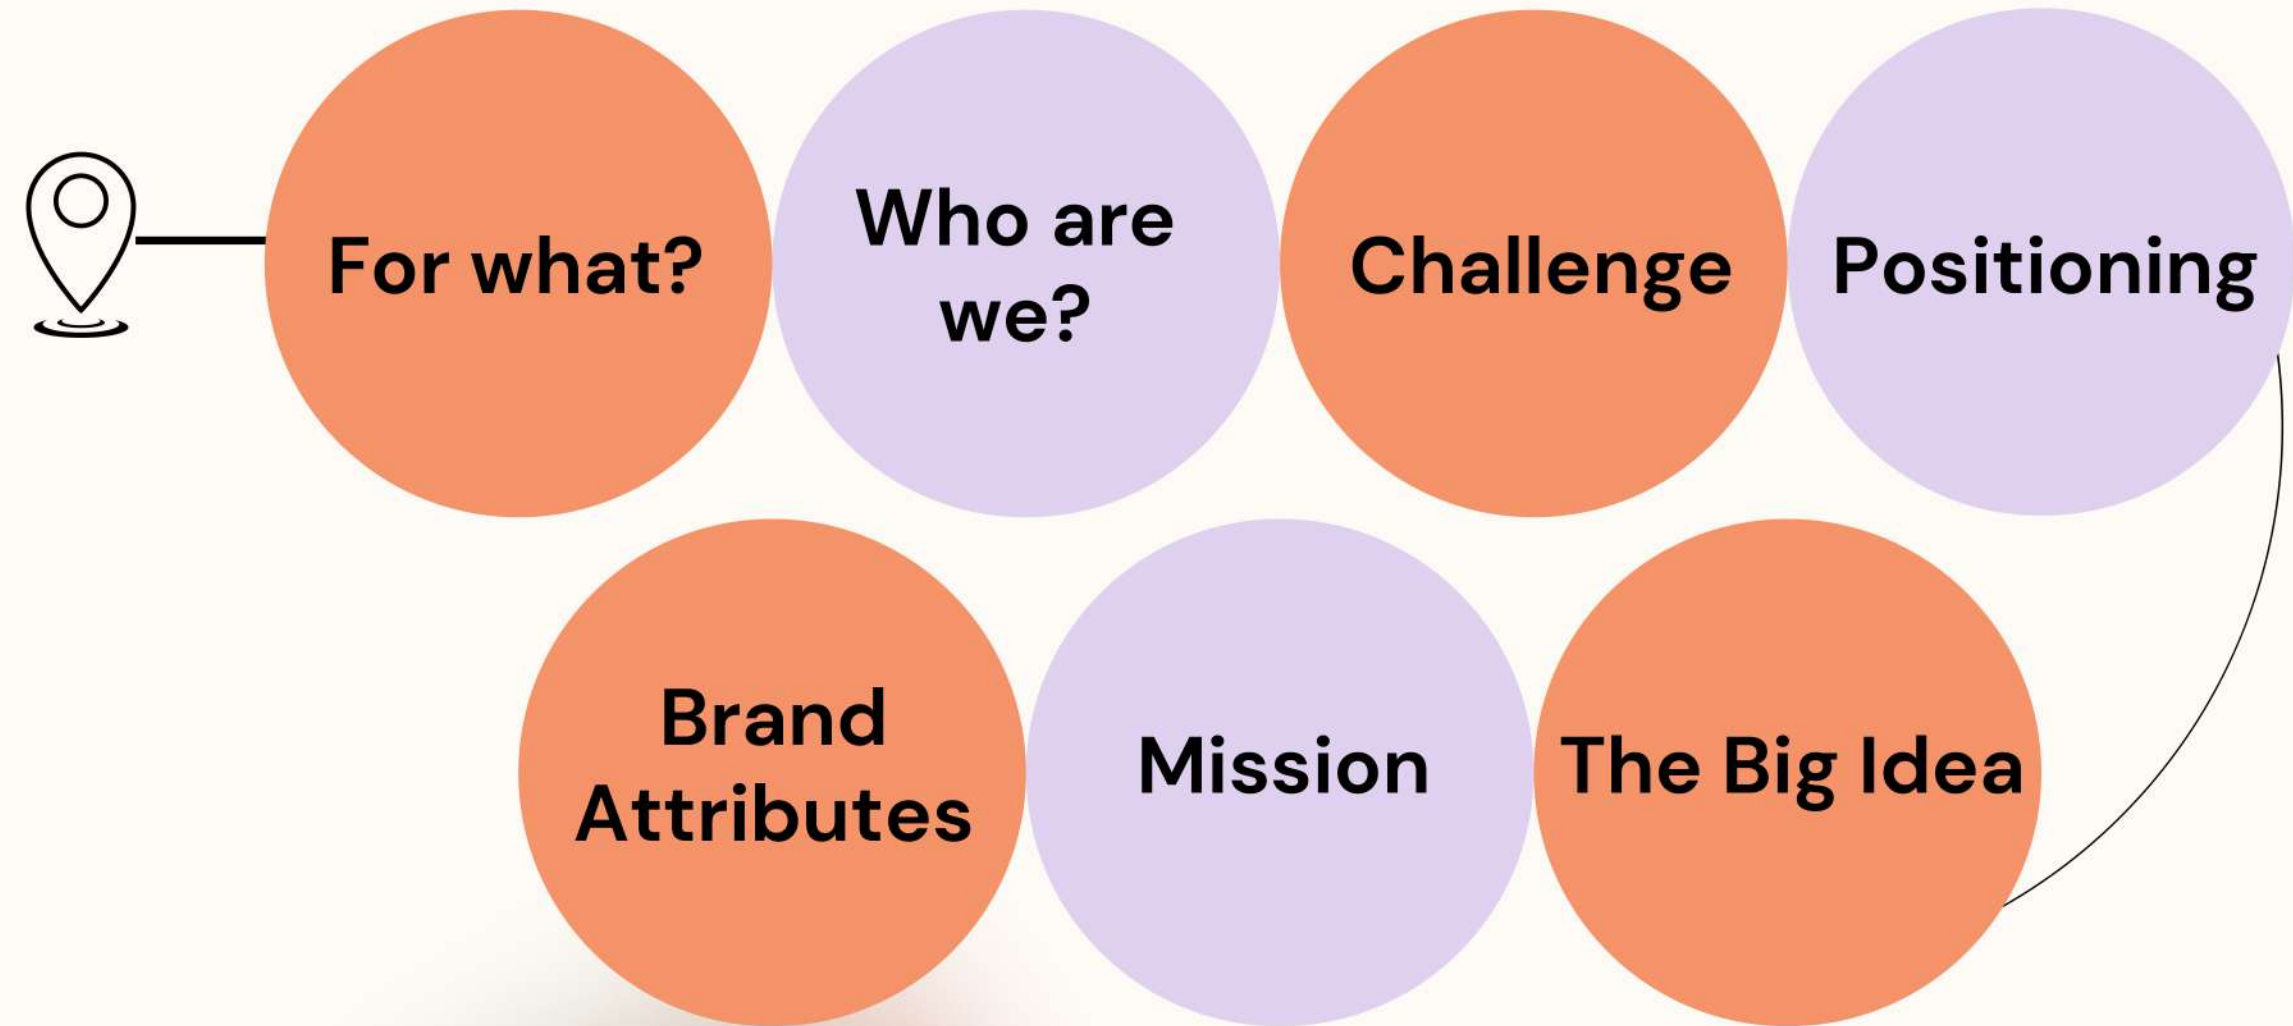 For what?
Who are
we?
Challenge
Positioning
Brand
Attributes
Mission
The Big Idea